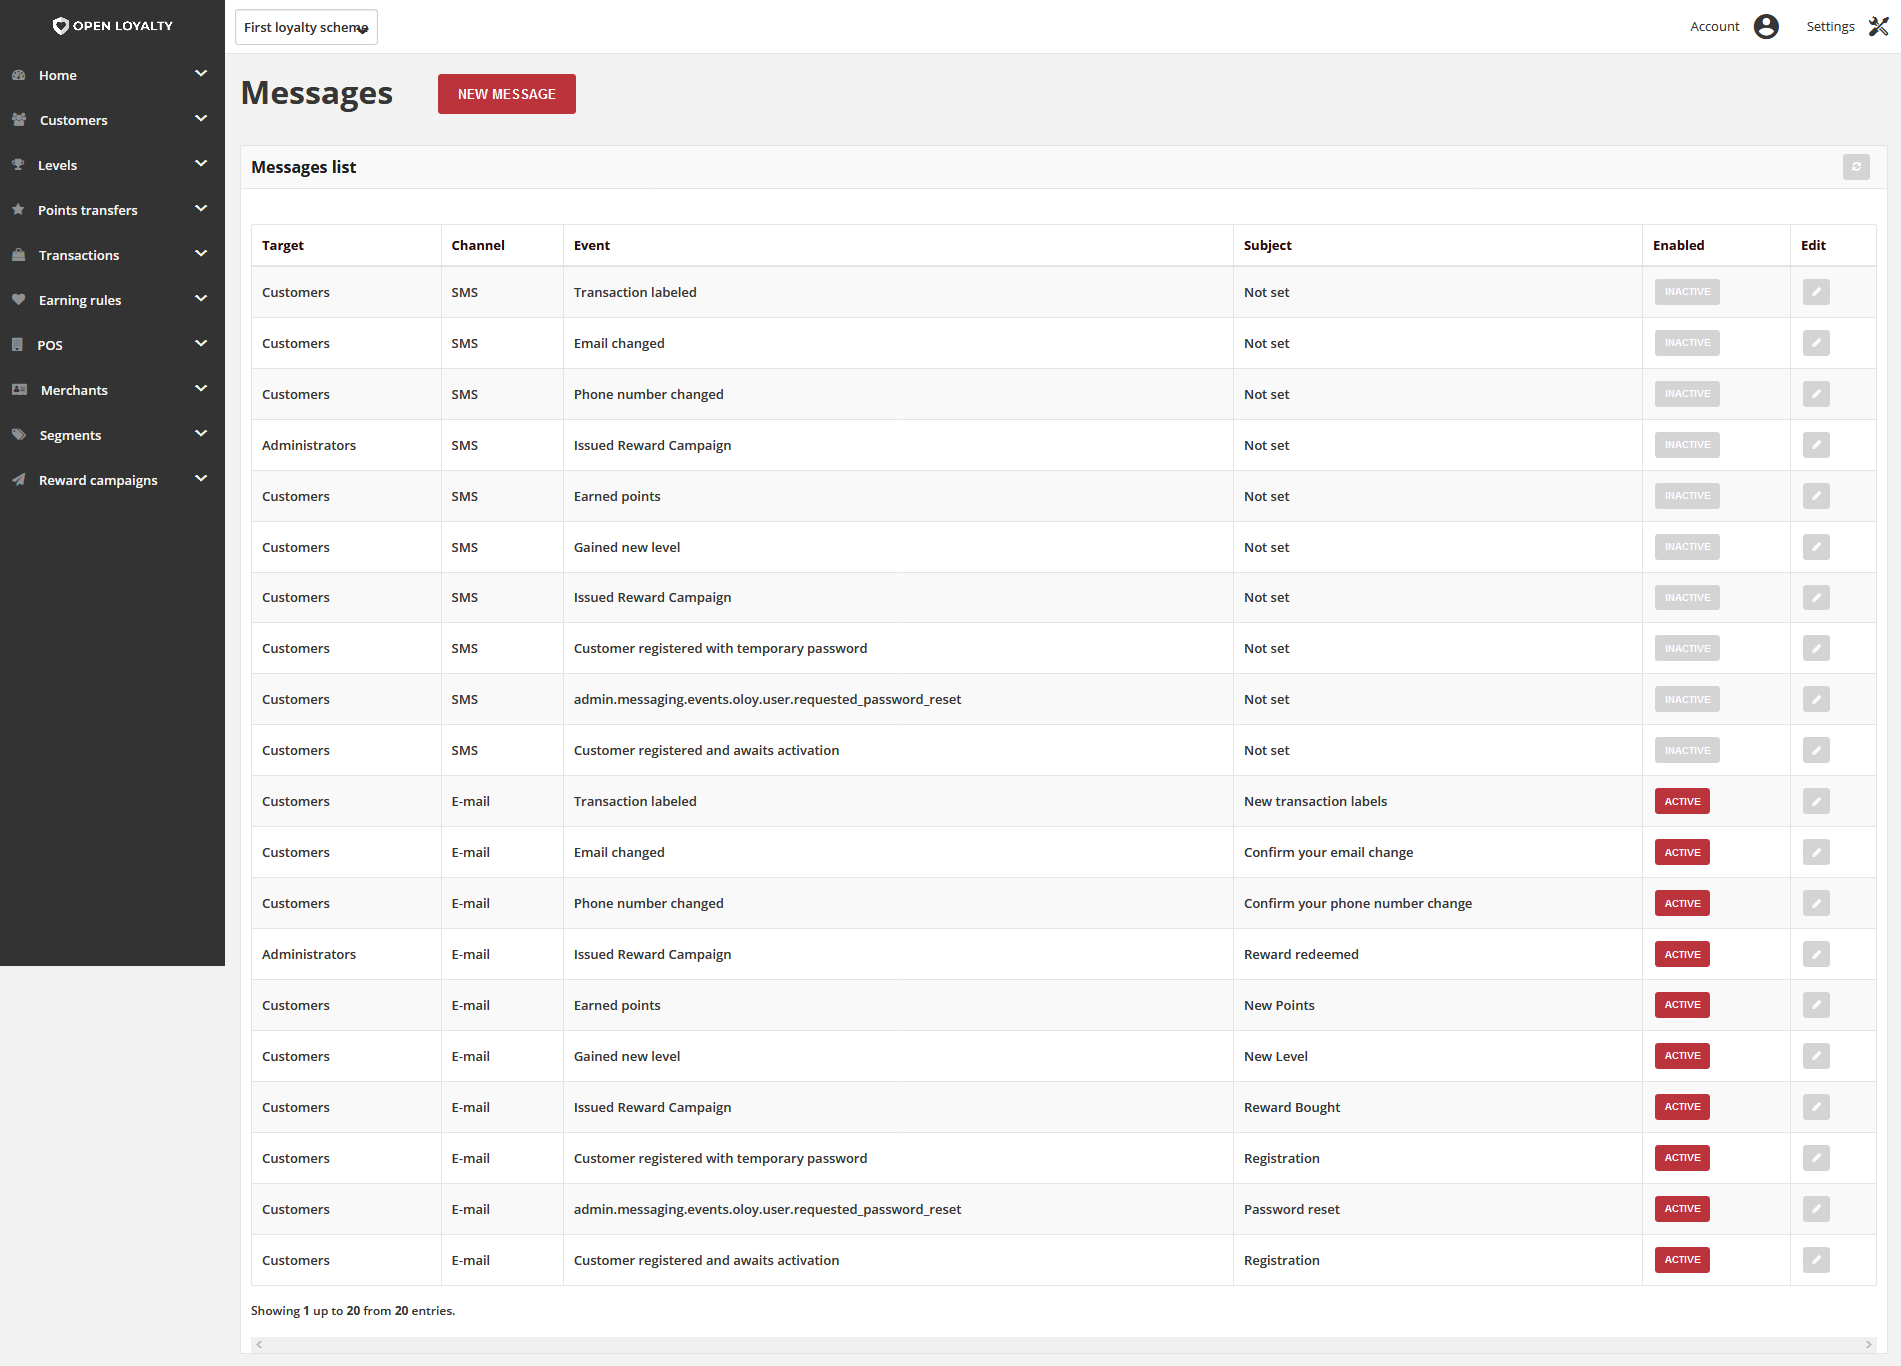 OPEN LOYALTY
First loyalty scheme
Account
Settings
Home
Customers
Levels
Points transfers
Transactions
Earning rules
POS
Merchants
Segments
Reward campaigns
Messages
NEW MESSAGE
Messages list
Target Channel Event Subject Enabled Edit
Customers SMS Transaction labeled Not set INACTIVE
Customers SMS Email changed Not set INACTIVE
Customers SMS Phone number changed Not set INACTIVE
Administrators SMS Issued Reward Campaign Not set INACTIVE
Customers SMS Earned points Not set INACTIVE
Customers SMS Gained new level Not set INACTIVE
Customers SMS Issued Reward Campaign Not set INACTIVE
Customers SMS Customer registered with temporary password Not set INACTIVE
Customers SMS admin.messaging.events.oloy.user.requested_password_reset Not set INACTIVE
Customers SMS Customer registered and awaits activation Not set INACTIVE
Customers E-mail Transaction labeled New transaction labels ACTIVE
Customers E-mail Email changed Confirm your email change ACTIVE
Customers E-mail Phone number changed Confirm your phone number change ACTIVE
Administrators E-mail Issued Reward Campaign Reward redeemed ACTIVE
Customers E-mail Earned points New Points ACTIVE
Customers E-mail Gained new level New Level ACTIVE
Customers E-mail Issued Reward Campaign Reward Bought ACTIVE
Customers E-mail Customer registered with temporary password Registration ACTIVE
Customers E-mail admin.messaging.events.oloy.user.requested_password_reset Password reset ACTIVE
Customers E-mail Customer registered and awaits activation Registration ACTIVE
Showing 1 up to 20 from 20 entries.